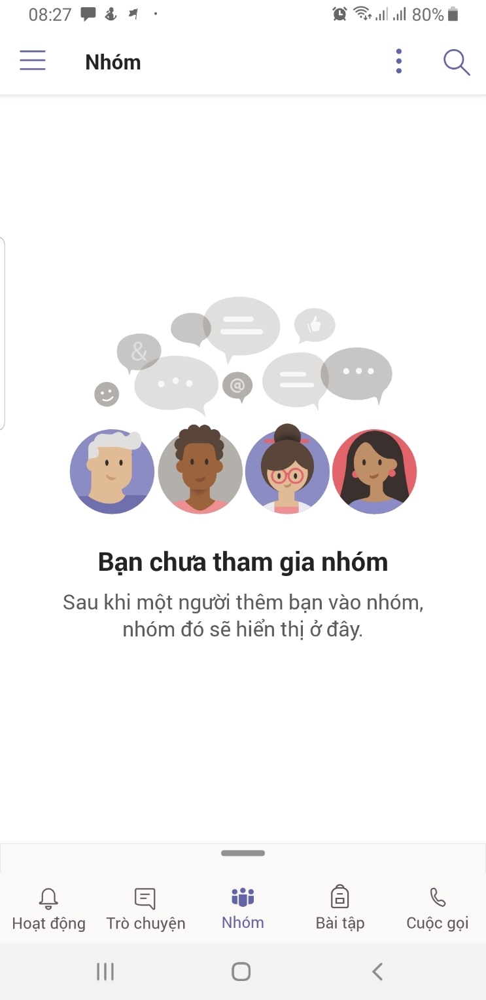 08:27 80%
Nhóm
&
@
Bạn chưa tham gia nhóm
Sau khi một người thêm bạn vào nhóm,
nhóm đó sẽ hiển thị ở đây.
Hoạt động Trò chuyện Nhóm Bài tập Cuộc gọi